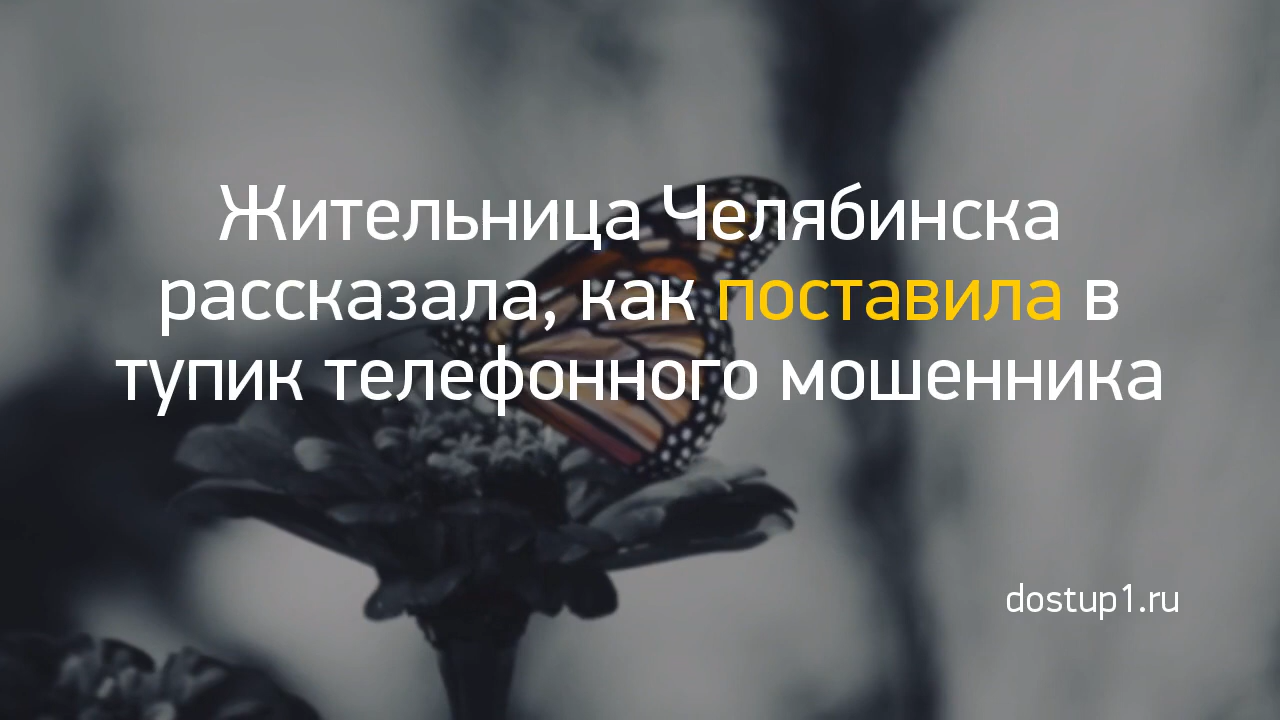 Жительница Челябинска
рассказала, как поставила в
тупик телефонного мошенника
dostup1.ru